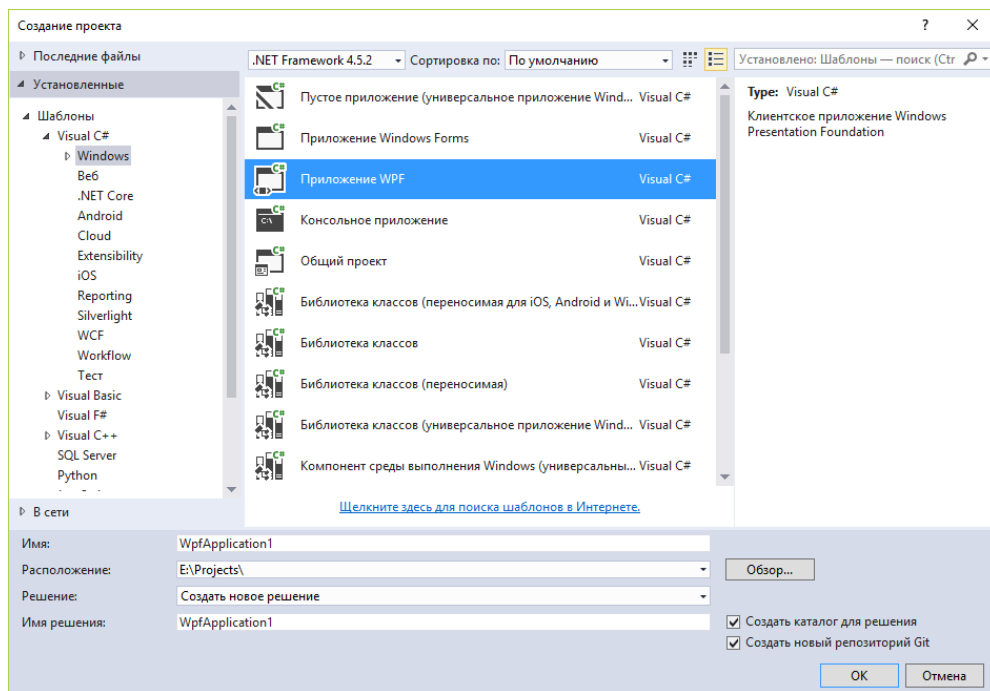 Создание проекта
?
Последние файлы
.NET Framework 4.5.2
Сортировка по: По умолчанию
Установлено: Шаблоны — поиск (Ctr
Установленные
Шаблоны
Visual C#
Windows
Веб
.NET Core
Android
Cloud
Extensibility
iOS
Reporting
Silverlight
WCF
Workflow
Тест
Visual Basic
Visual F#
Visual C++
SQL Server
Python
В сети
Пустое приложение (универсальное приложение Wind... Visual C#
Приложение Windows Forms Visual C#
Приложение WPF Visual C#
Консольное приложение Visual C#
Общий проект Visual C#
Библиотека классов (переносимая для iOS, Android и Wi... Visual C#
Библиотека классов Visual C#
Библиотека классов (переносимая) Visual C#
Библиотека классов (универсальное приложение Wind... Visual C#
Компонент среды выполнения Windows (универсальны... Visual C#
Щелкните здесь для поиска шаблонов в Интернете.
Type: Visual C#
Клиентское приложение Windows
Presentation Foundation
Имя: WpfApplication1
Расположение: E:\Projects\
Обзор...
Решение: Создать новое решение
Имя решения: WpfApplication1
Создать каталог для решения
Создать новый репозиторий Git
OK
Отмена